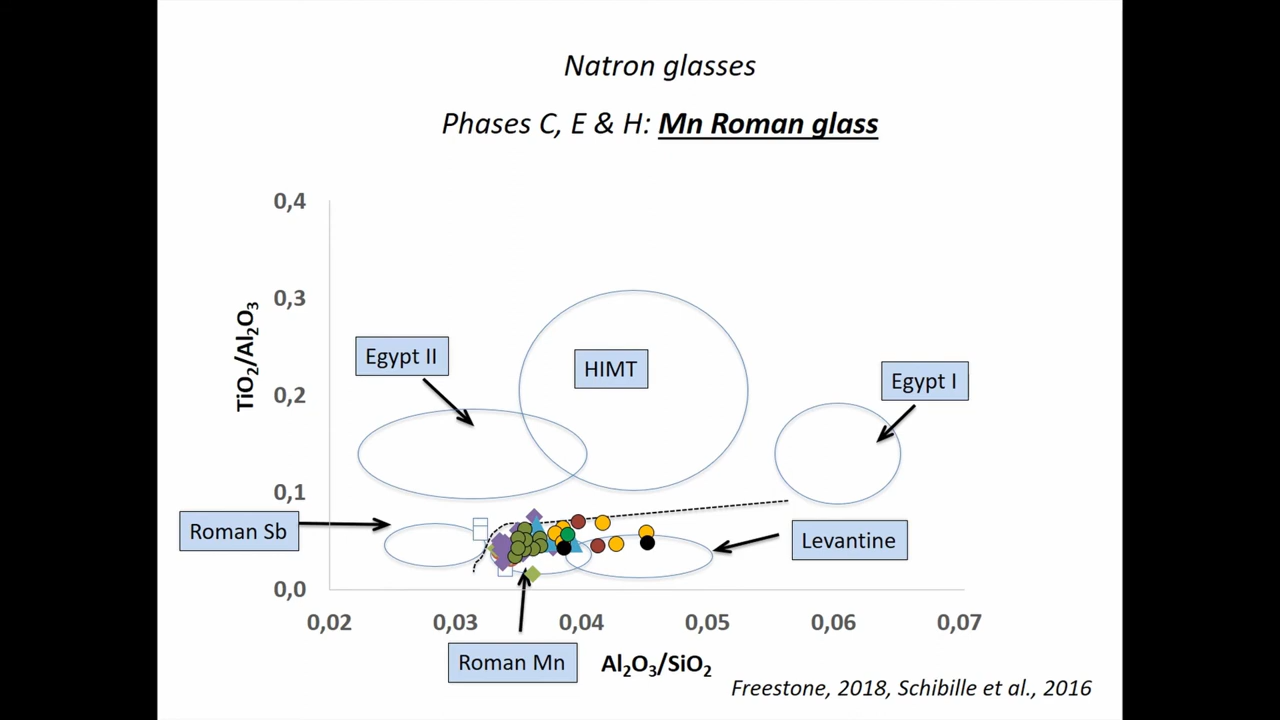 Natron glasses
Phases C, E & H: Mn Roman glass
0,4
0,3
0,2
0,1
0,0
TiO₂/Al₂O₃
Egypt II
HIMT
Egypt I
Roman Sb
Levantine
0,02 0,03 0,04 0,05 0,06 0,07
Roman Mn
Al₂O₃/SiO₂
Freestone, 2018, Schibille et al., 2016